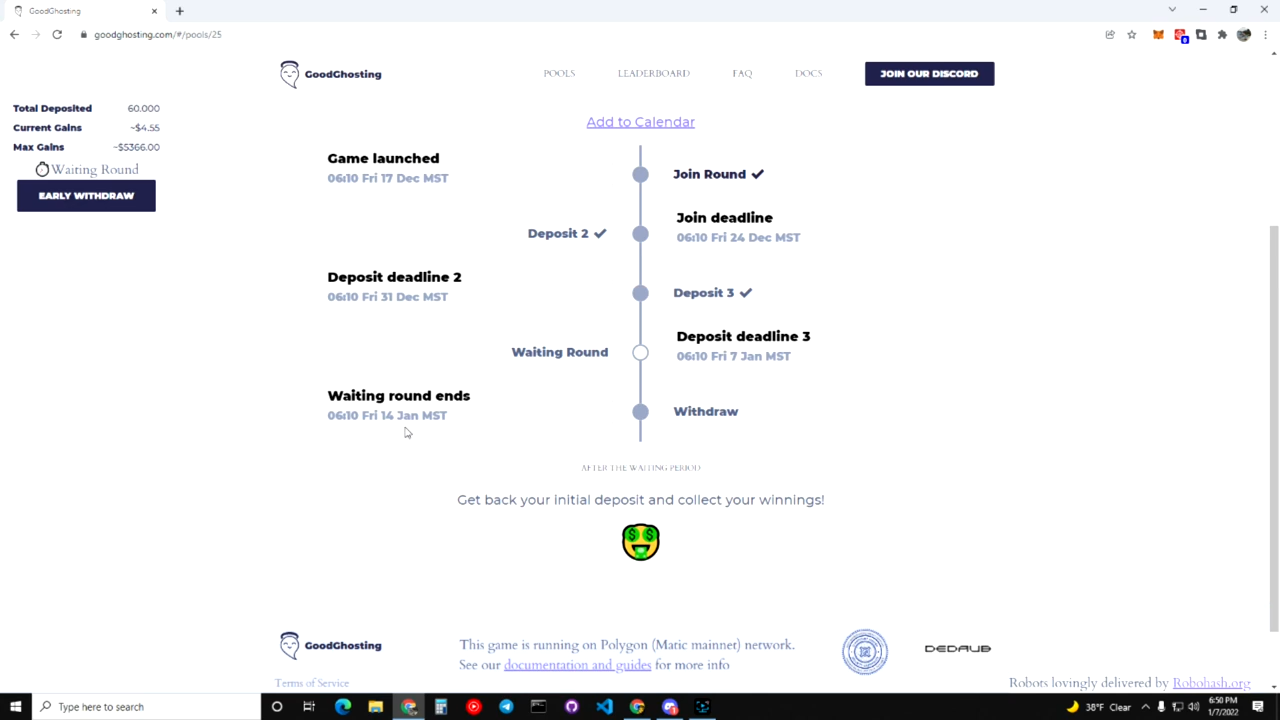 GoodGhosting
goodghosting.com/#/pools/25
GoodGhosting
POOLS
LEADERBOARD
FAQ
DOCS
JOIN OUR DISCORD
Total Deposited 60.000
Current Gains ~$4.55
Max Gains ~$5366.00
Waiting Round
EARLY WITHDRAW
Add to Calendar
Game launched
06:10 Fri 17 Dec MST
Join Round
Join deadline
06:10 Fri 24 Dec MST
Deposit 2
Deposit deadline 2
06:10 Fri 31 Dec MST
Deposit 3
Deposit deadline 3
06:10 Fri 7 Jan MST
Waiting Round
Waiting round ends
06:10 Fri 14 Jan MST
Withdraw
AFTER THE WAITING PERIOD
Get back your initial deposit and collect your winnings!
GoodGhosting
This game is running on Polygon (Matic mainnet) network.
See our documentation and guides for more info
DEDAUB
Terms of Service
Robots lovingly delivered by Robohash.org
Type here to search
38°F Clear
6:50 PM
1/7/2022